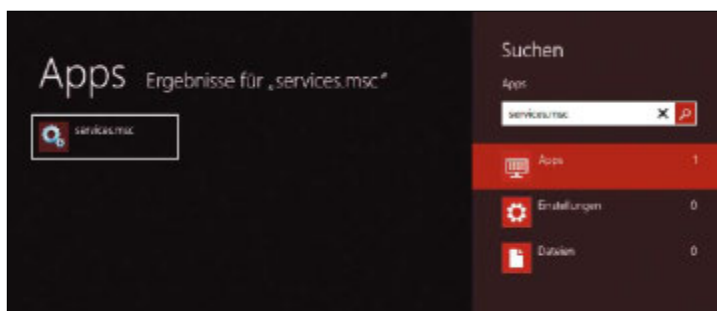 Apps Ergebnisse für „services.msc"
services.msc
Suchen
Apps
services.msc
Apps 1
Einstellungen 0
Dateien 0